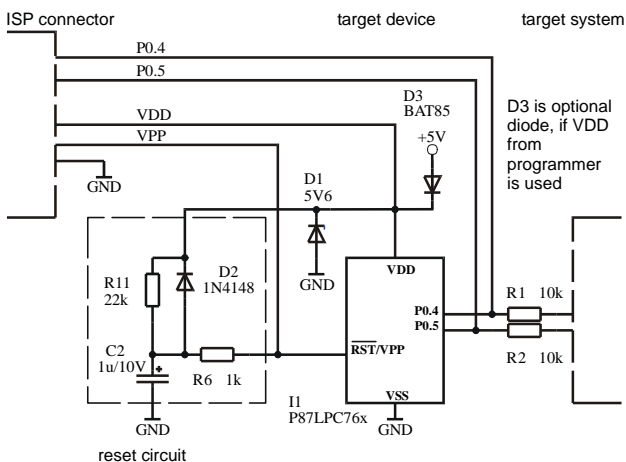 ISP connector
target device
target system
P0.4
P0.5
VDD
VPP
GND
D3
BAT85
+5V
D3 is optional
diode, if VDD
from
programmer
is used
D1
5V6
GND
R11
22k
D2
1N4148
C2
1u/10V
+
R6 1k
GND
reset circuit
VDD
P0.4
P0.5
RST/VPP
VSS
I1
P87LPC76x
GND
R1 10k
R2 10k